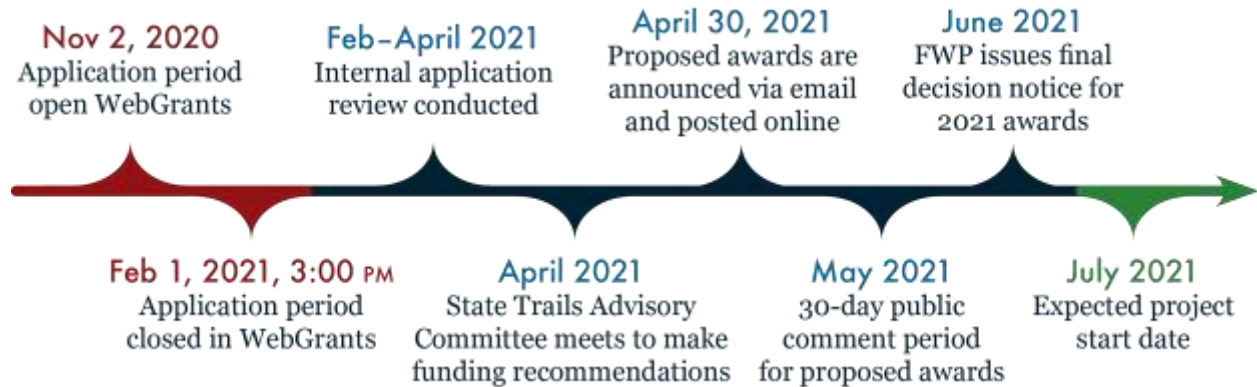 Nov 2, 2020
Application period
open WebGrants
Feb 1, 2021, 3:00 PM
Application period
closed in WebGrants
Feb–April 2021
Internal application
review conducted
April 2021
State Trails Advisory
Committee meets to make
funding recommendations
April 30, 2021
Proposed awards are
announced via email
and posted online
May 2021
30-day public
comment period
for proposed awards
June 2021
FWP issues final
decision notice for
2021 awards
July 2021
Expected project
start date